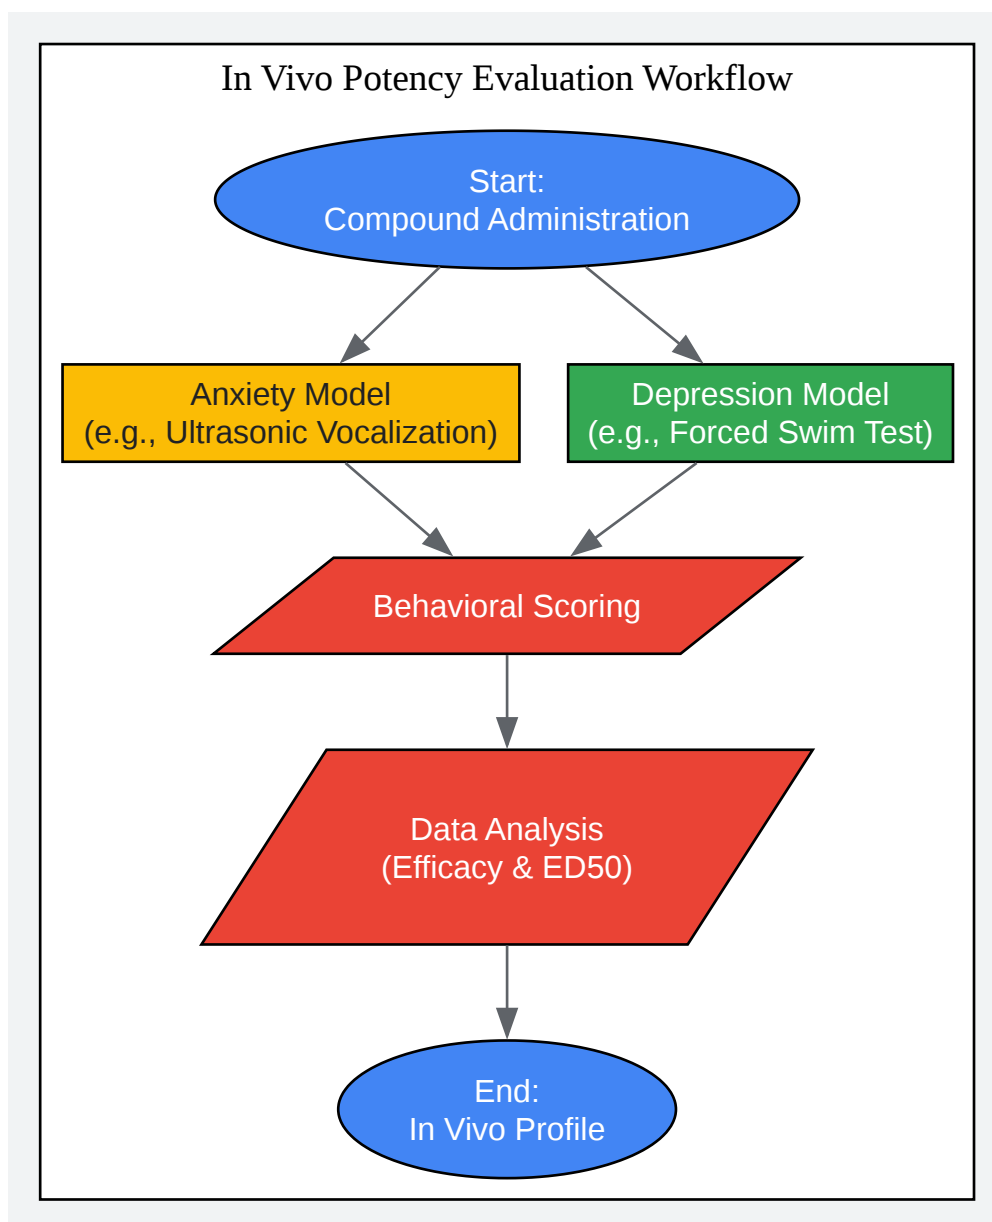 In Vivo Potency Evaluation Workflow
Start:
Compound Administration
Anxiety Model
(e.g., Ultrasonic Vocalization)
Depression Model
(e.g., Forced Swim Test)
Behavioral Scoring
Data Analysis
(Efficacy & ED50)
End:
In Vivo Profile